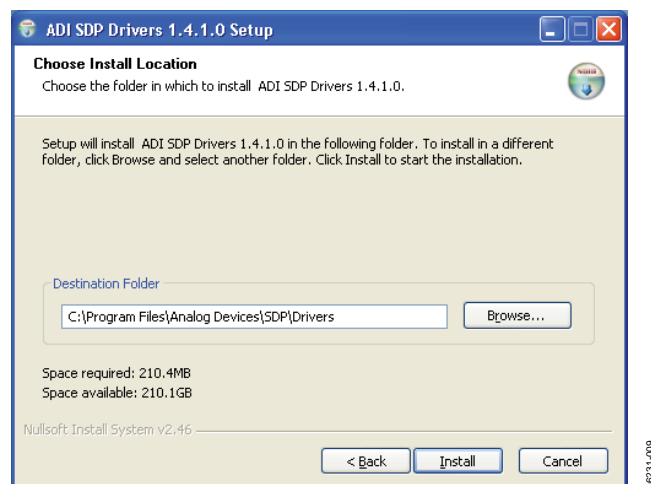 ADI SDP Drivers 1.4.1.0 Setup
Choose Install Location
Choose the folder in which to install ADI SDP Drivers 1.4.1.0.
Setup will install ADI SDP Drivers 1.4.1.0 in the following folder. To install in a different
folder, click Browse and select another folder. Click Install to start the installation.
Destination Folder
C:\Program Files\Analog Devices\SDP\Drivers
Browse...
Space required: 210.4MB
Space available: 210.1GB
Nullsoft Install System v2.46
< Back
Install
Cancel